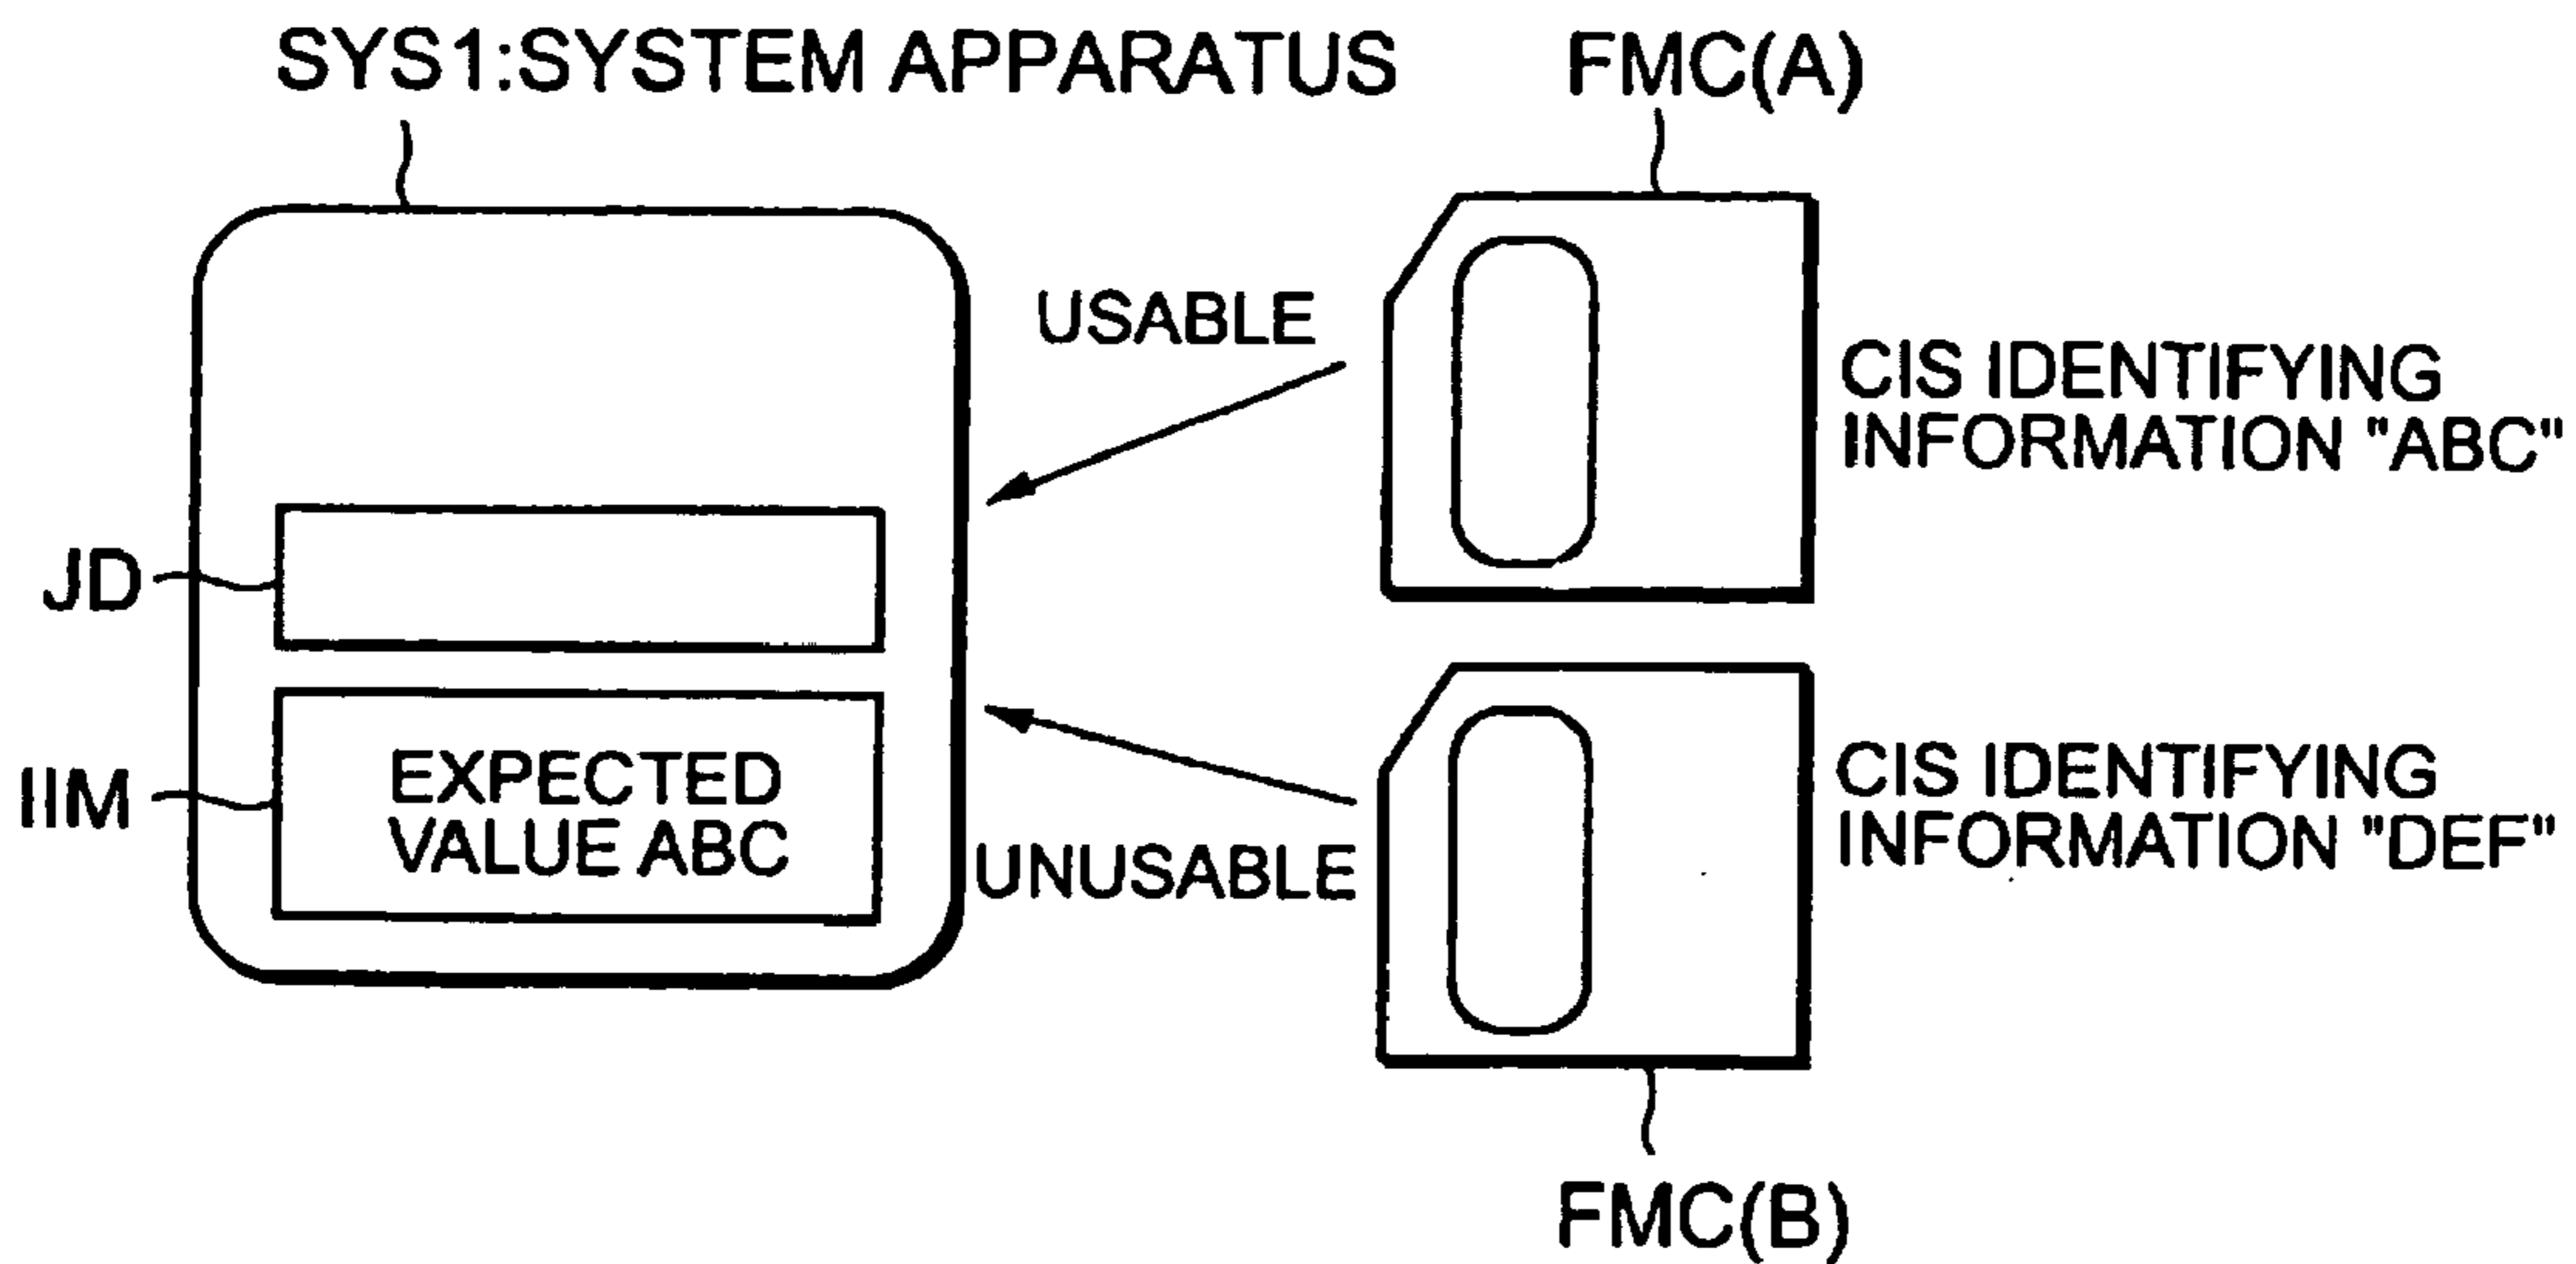 SYS1:SYSTEM APPARATUS
FMC(A)
USABLE
CIS IDENTIFYING
INFORMATION "ABC"
JD
IIM
EXPECTED
VALUE ABC
UNUSABLE
CIS IDENTIFYING
INFORMATION "DEF"
FMC(B)